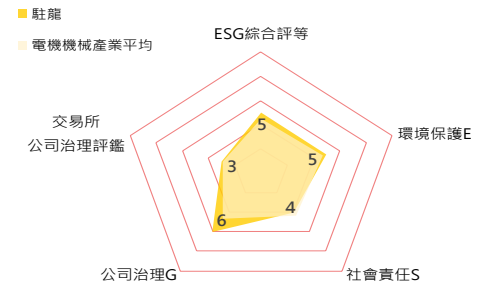 駐龍
電機機械產業平均
ESG綜合評等
交易所
公司治理評鑑
環境保護E
5
3
5
4
6
公司治理G
社會責任S